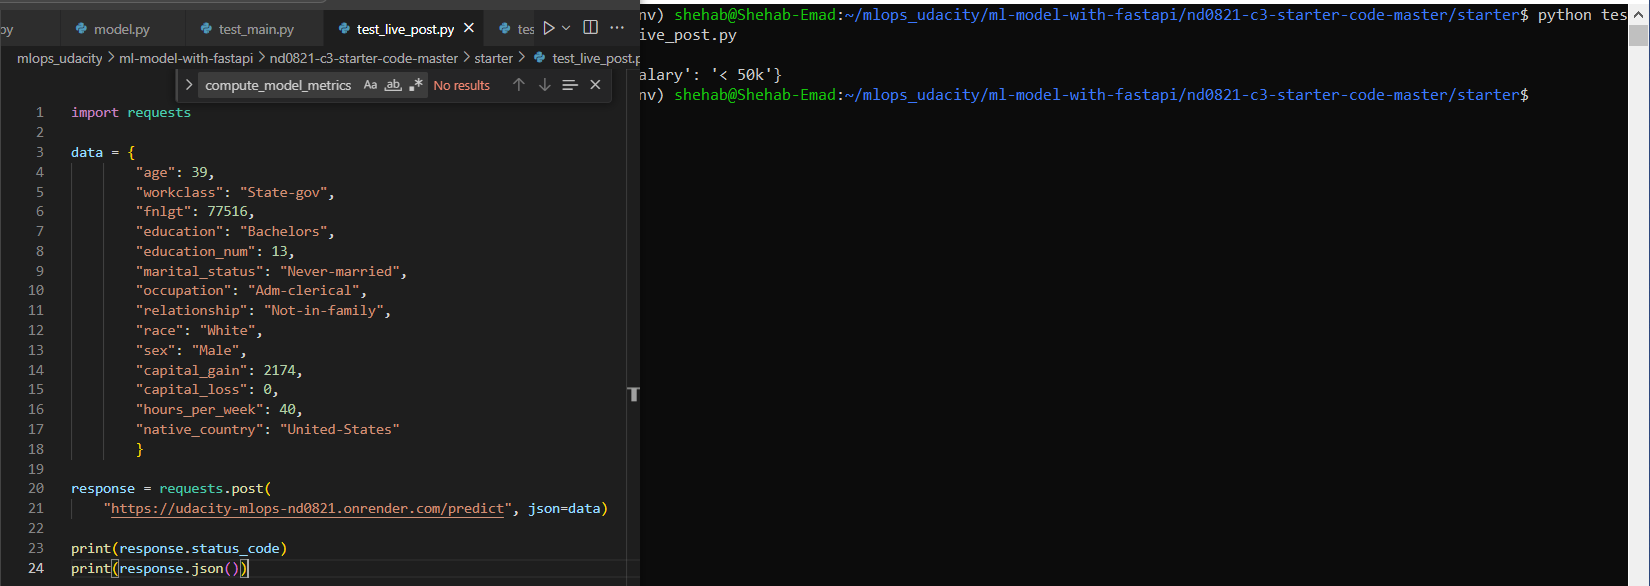 py model.py test_main.py test_live_post.py tes
mlops_udacity > ml-model-with-fastapi > nd0821-c3-starter-code-master > starter > test_live_post.p
compute_model_metrics Aa ab, .* No results
1 import requests
2
3 data = {
4 "age": 39,
5 "workclass": "State-gov",
6 "fnlgt": 77516,
7 "education": "Bachelors",
8 "education_num": 13,
9 "marital_status": "Never-married",
10 "occupation": "Adm-clerical",
11 "relationship": "Not-in-family",
12 "race": "White",
13 "sex": "Male",
14 "capital_gain": 2174,
15 "capital_loss": 0,
16 "hours_per_week": 40,
17 "native_country": "United-States"
18 }
19
20 response = requests.post(
21 "https://udacity-mlops-nd0821.onrender.com/predict", json=data)
22
23 print(response.status_code)
24 print(response.json())
nv) shehab@Shehab-Emad:~/mlops_udacity/ml-model-with-fastapi/nd0821-c3-starter-code-master/starter$ python tes
ive_post.py
alary': '< 50k'}
nv) shehab@Shehab-Emad:~/mlops_udacity/ml-model-with-fastapi/nd0821-c3-starter-code-master/starter$